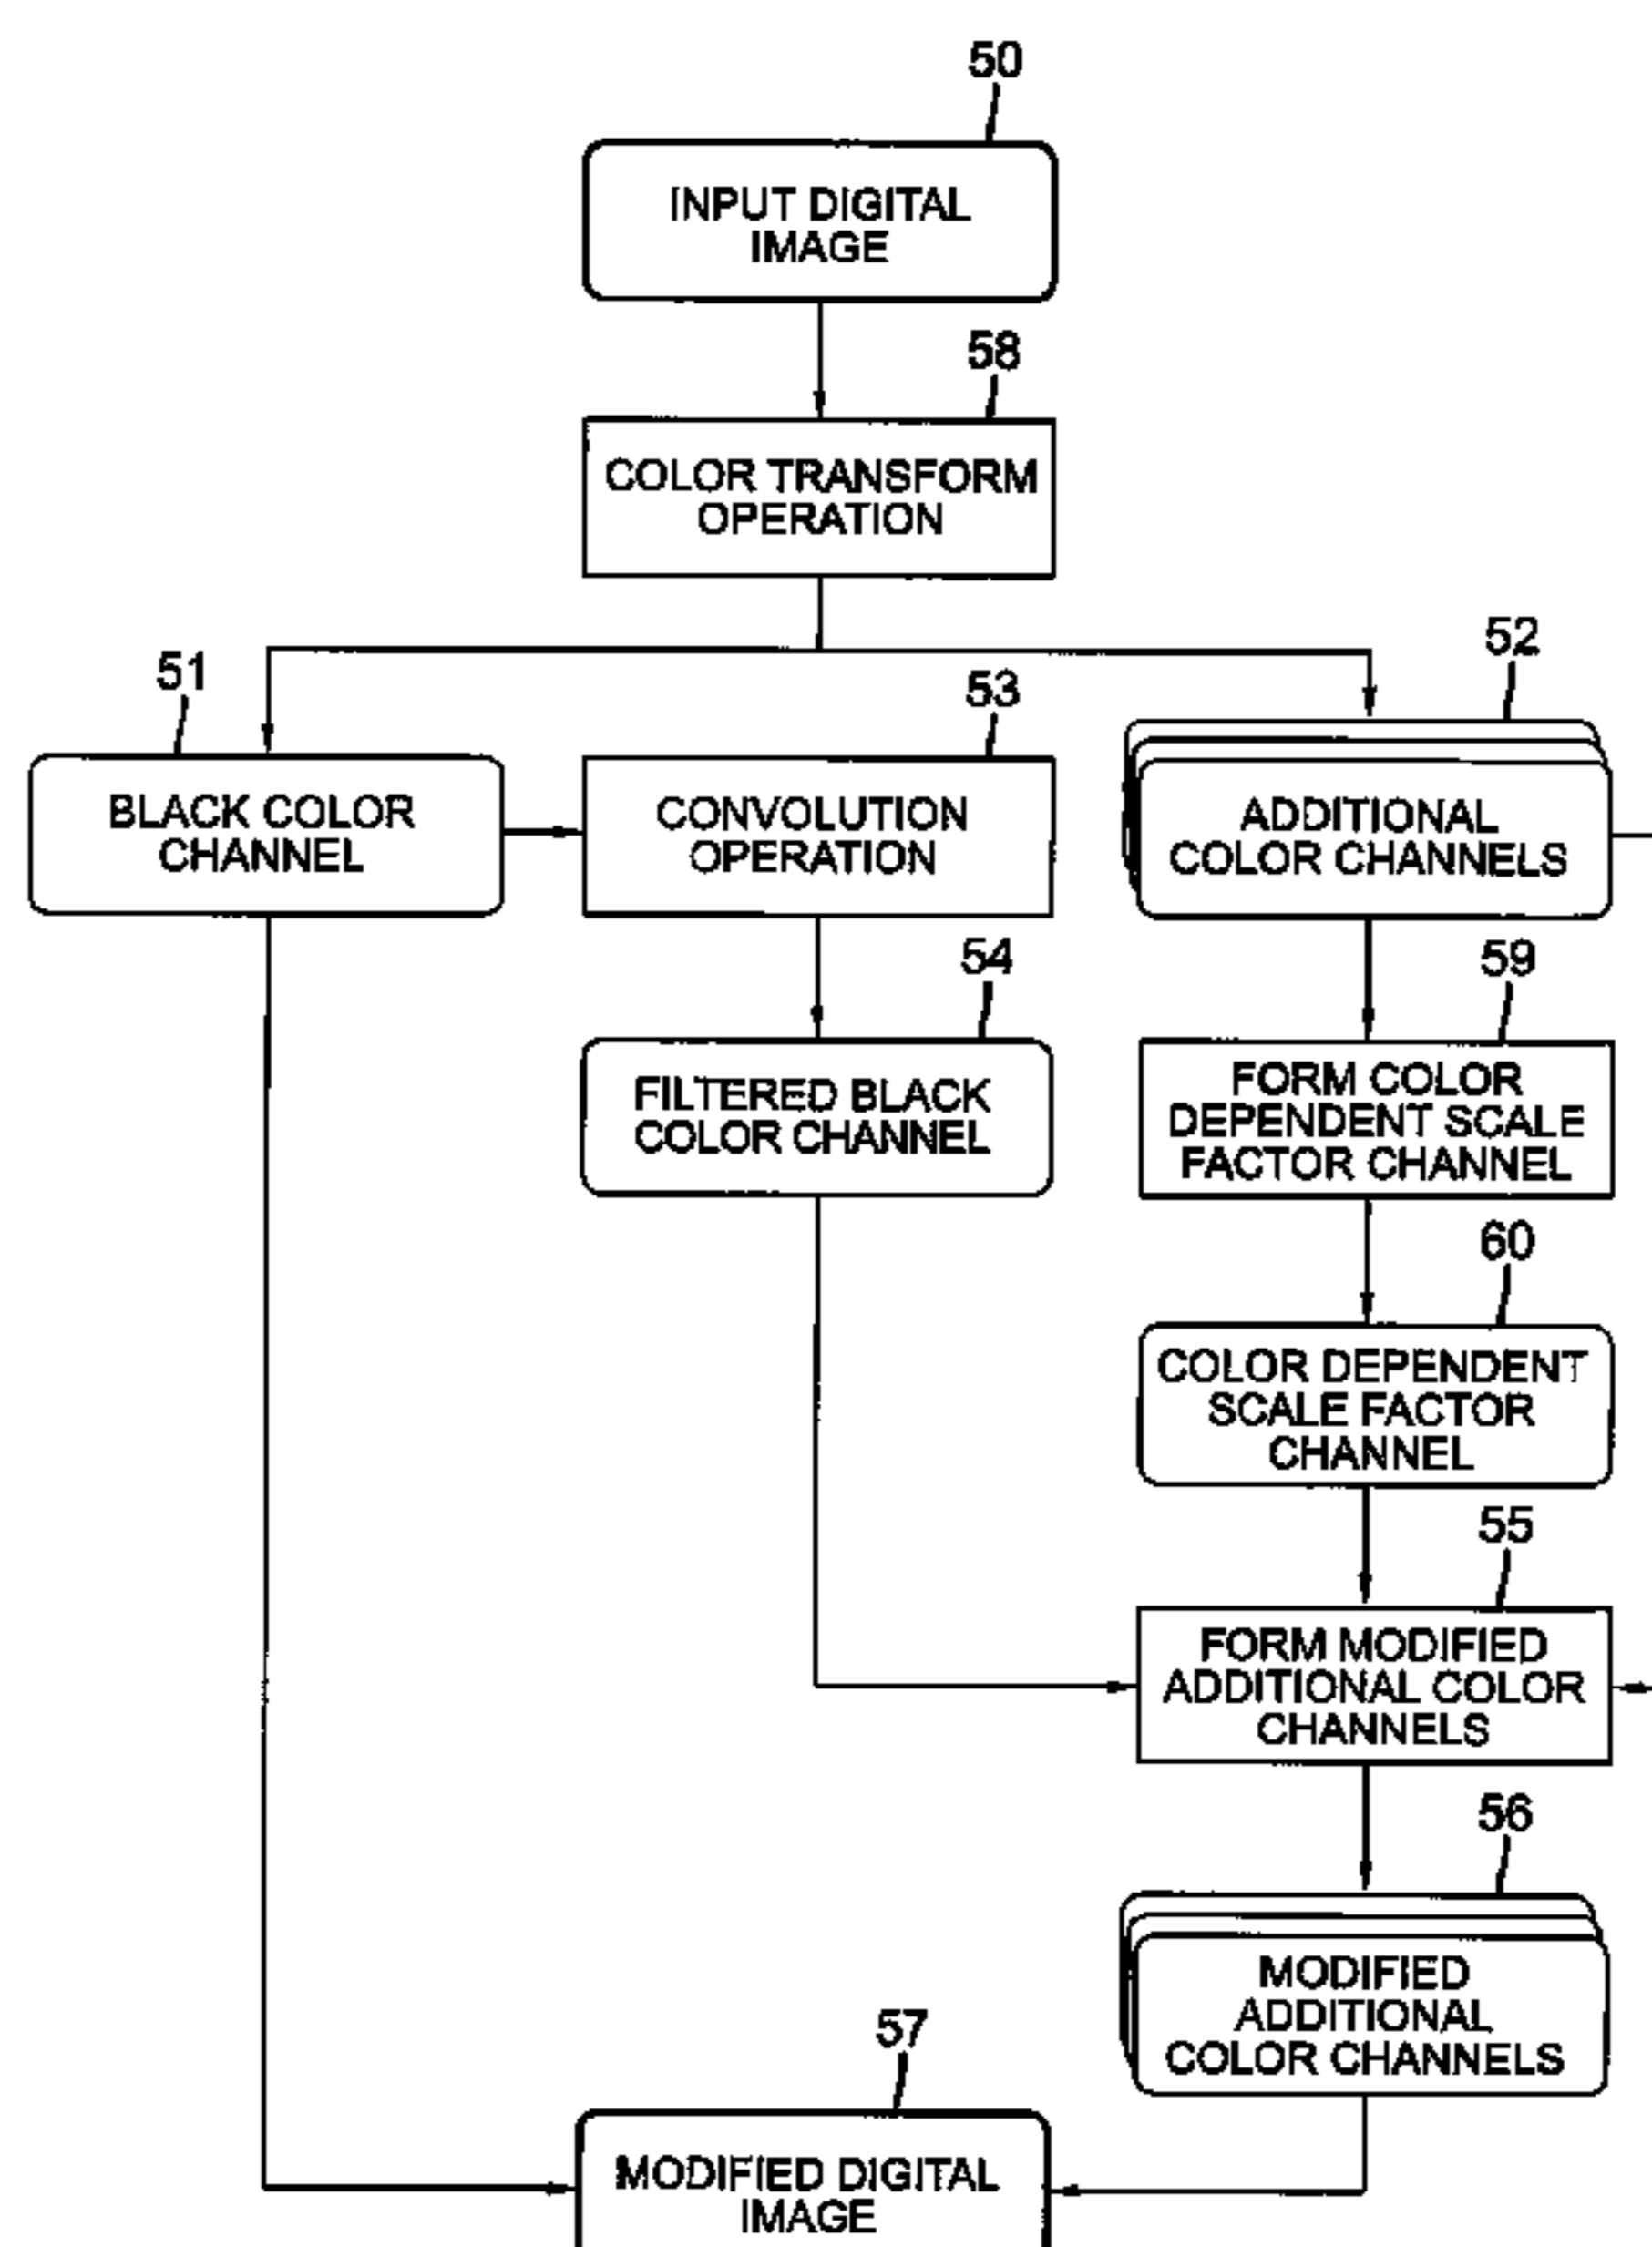 50
INPUT DIGITAL
IMAGE
58
COLOR TRANSFORM
OPERATION
51
BLACK COLOR
CHANNEL
53
CONVOLUTION
OPERATION
52
ADDITIONAL
COLOR CHANNELS
54
FILTERED BLACK
COLOR CHANNEL
59
FORM COLOR
DEPENDENT SCALE
FACTOR CHANNEL
60
COLOR DEPENDENT
SCALE FACTOR
CHANNEL
55
FORM MODIFIED
ADDITIONAL COLOR
CHANNELS
56
MODIFIED
ADDITIONAL
COLOR CHANNELS
57
MODIFIED DIGITAL
IMAGE